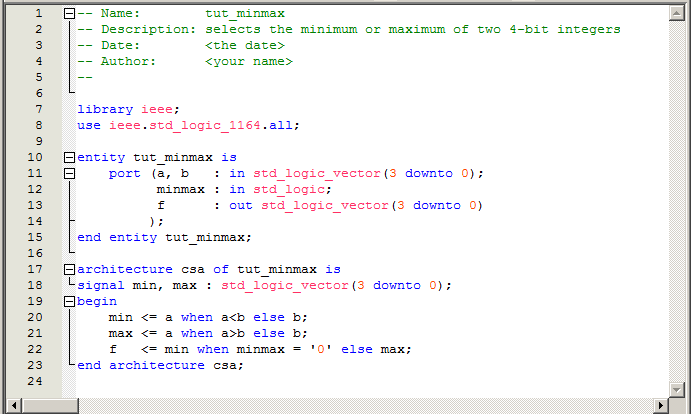 1 -- Name:        tut_minmax
2 -- Description: selects the minimum or maximum of two 4-bit integers
3 -- Date:        <the date>
4 -- Author:      <your name>
5 --
6
7 library ieee;
8 use ieee.std_logic_1164.all;
9
10 entity tut_minmax is
11     port (a, b   : in std_logic_vector(3 downto 0);
12           minmax : in std_logic;
13           f      : out std_logic_vector(3 downto 0)
14          );
15 end entity tut_minmax;
16
17 architecture csa of tut_minmax is
18 signal min, max : std_logic_vector(3 downto 0);
19 begin
20     min <= a when a<b else b;
21     max <= a when a>b else b;
22     f   <= min when minmax = '0' else max;
23 end architecture csa;
24